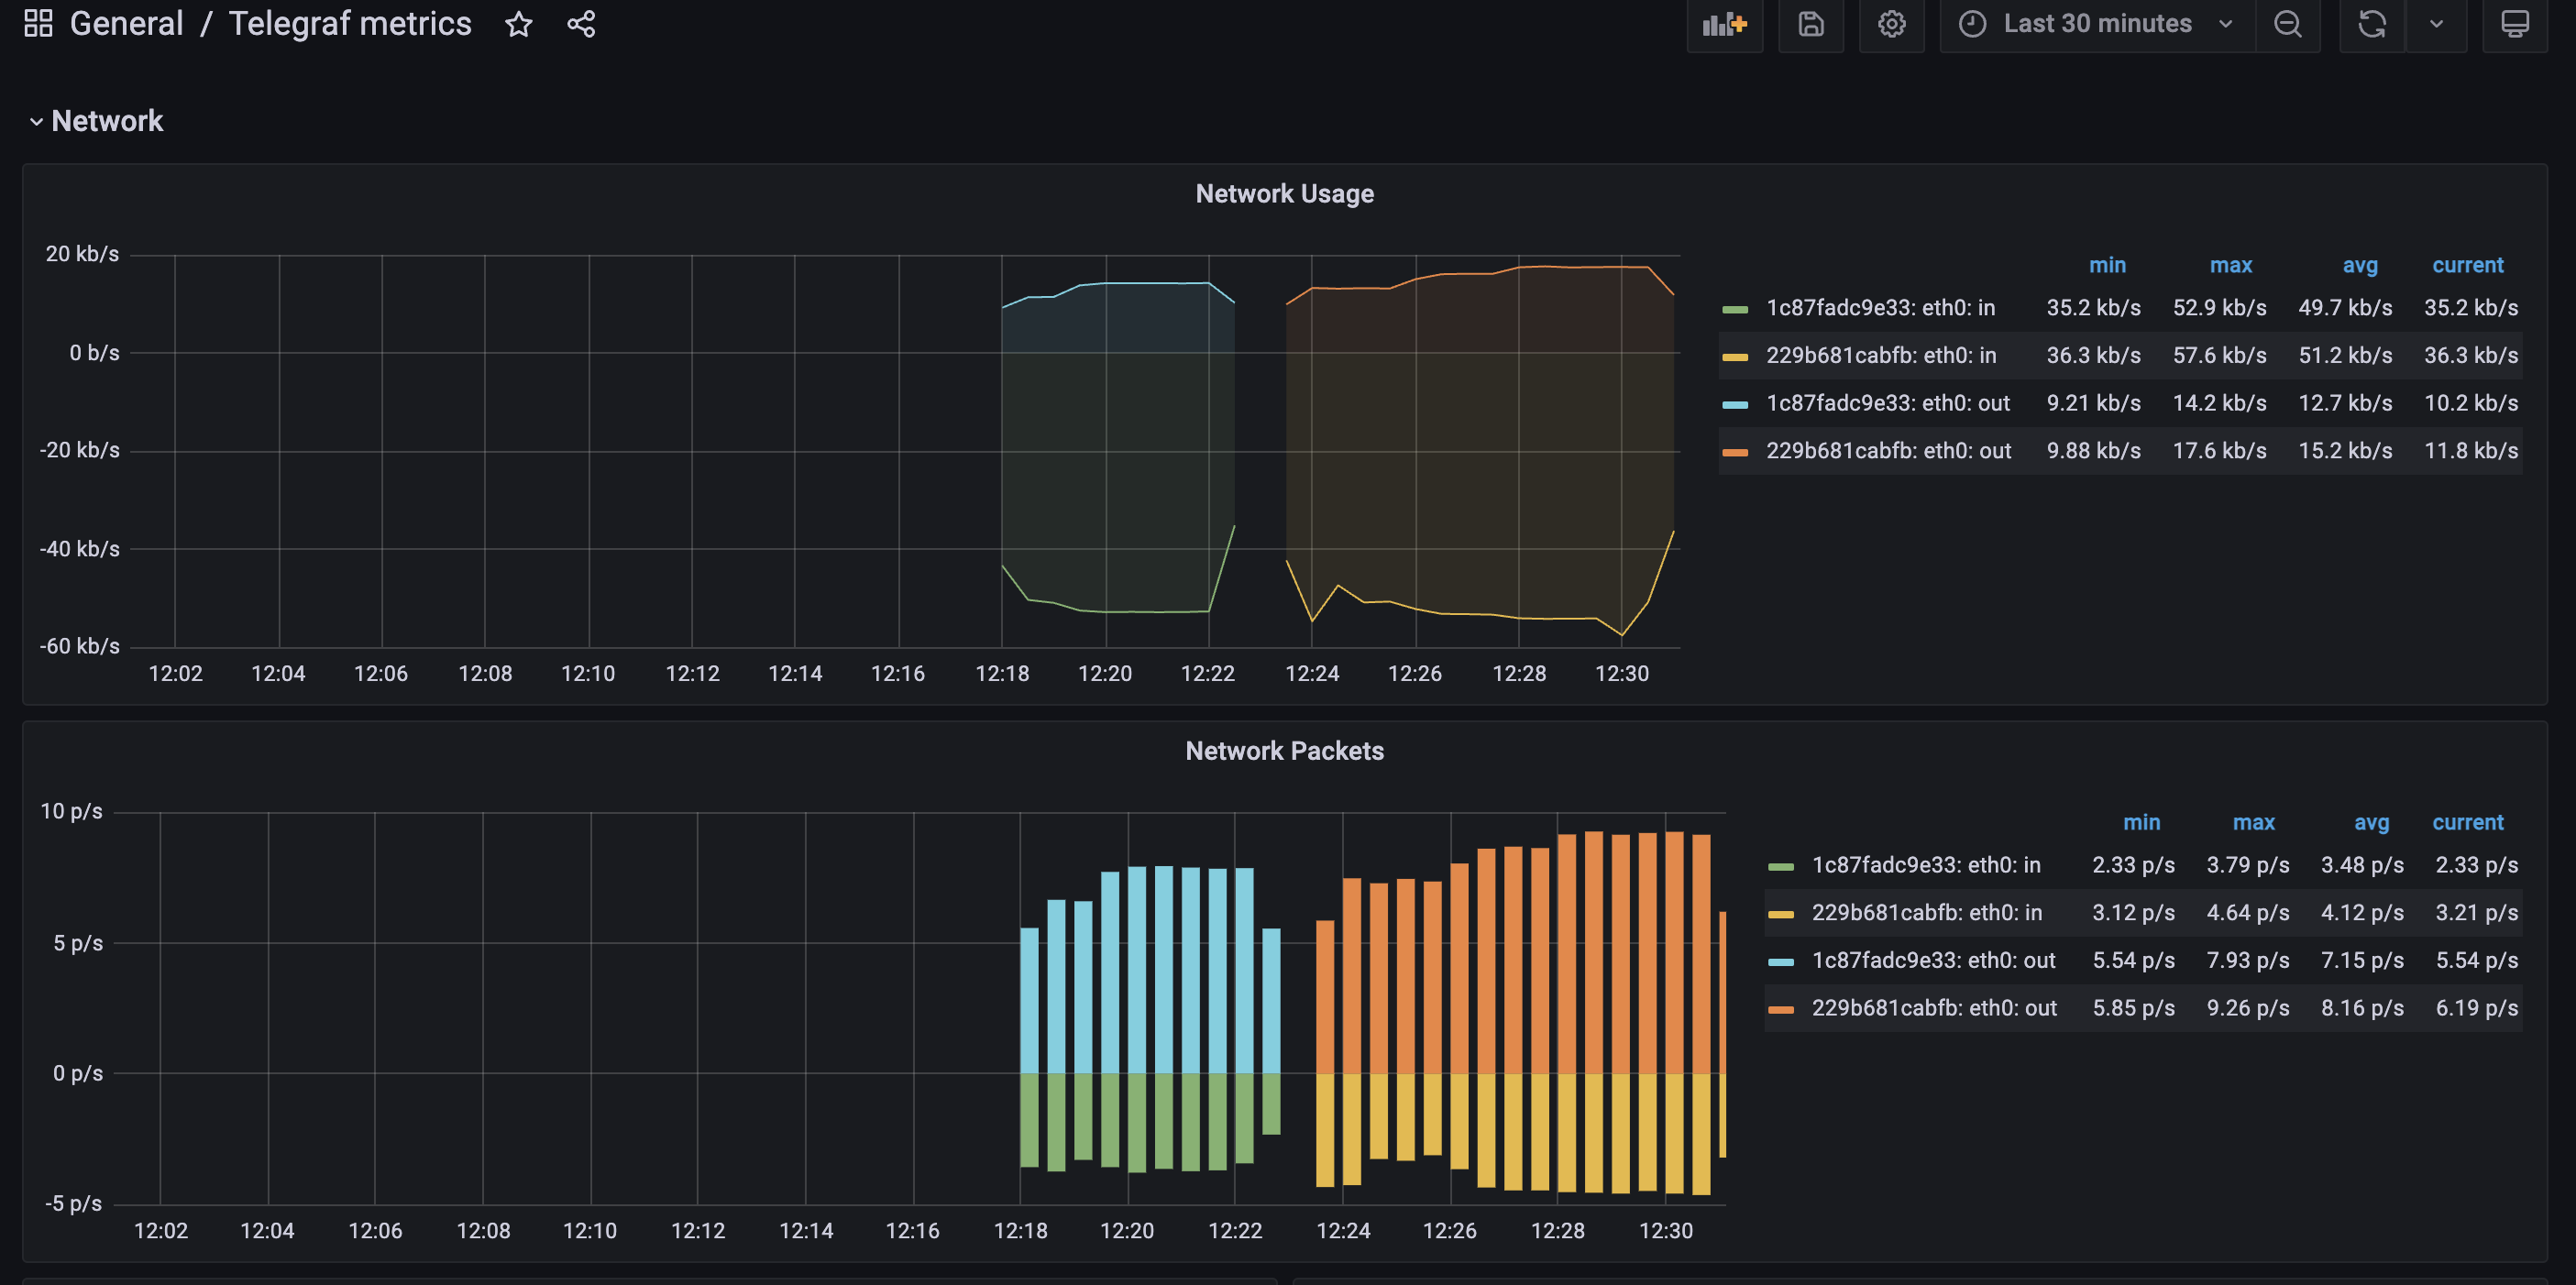 General / Telegraf metrics
Last 30 minutes
Network
Network Usage
20 kb/s
0 b/s
-20 kb/s
-40 kb/s
-60 kb/s
12:02 12:04 12:06 12:08 12:10 12:12 12:14 12:16 12:18 12:20 12:22 12:24 12:26 12:28 12:30
min max avg current
1c87fadc9e33: eth0: in 35.2 kb/s 52.9 kb/s 49.7 kb/s 35.2 kb/s
229b681cabfb: eth0: in 36.3 kb/s 57.6 kb/s 51.2 kb/s 36.3 kb/s
1c87fadc9e33: eth0: out 9.21 kb/s 14.2 kb/s 12.7 kb/s 10.2 kb/s
229b681cabfb: eth0: out 9.88 kb/s 17.6 kb/s 15.2 kb/s 11.8 kb/s
Network Packets
10 p/s
5 p/s
0 p/s
-5 p/s
12:02 12:04 12:06 12:08 12:10 12:12 12:14 12:16 12:18 12:20 12:22 12:24 12:26 12:28 12:30
min max avg current
1c87fadc9e33: eth0: in 2.33 p/s 3.79 p/s 3.48 p/s 2.33 p/s
229b681cabfb: eth0: in 3.12 p/s 4.64 p/s 4.12 p/s 3.21 p/s
1c87fadc9e33: eth0: out 5.54 p/s 7.93 p/s 7.15 p/s 5.54 p/s
229b681cabfb: eth0: out 5.85 p/s 9.26 p/s 8.16 p/s 6.19 p/s